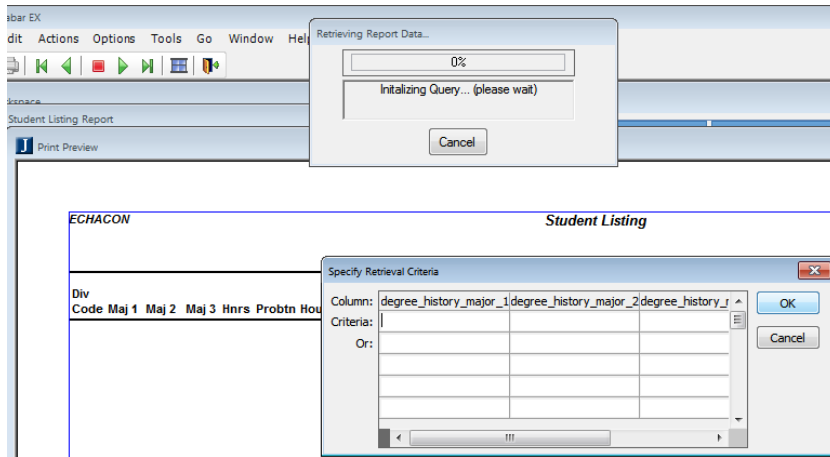 abar EX
dit Actions Options Tools Go Window Help
Retrieving Report Data...
0%
Initalizing Query... (please wait)
Cancel
Student Listing Report
J Print Preview
ECHACON
Student Listing
Specify Retrieval Criteria
Div
Code Maj 1 Maj 2 Maj 3 Hnrs Probtn Hou
Column: degree_history_major_1 degree_history_major_2 degree_history_r
Criteria:
Or:
OK
Cancel